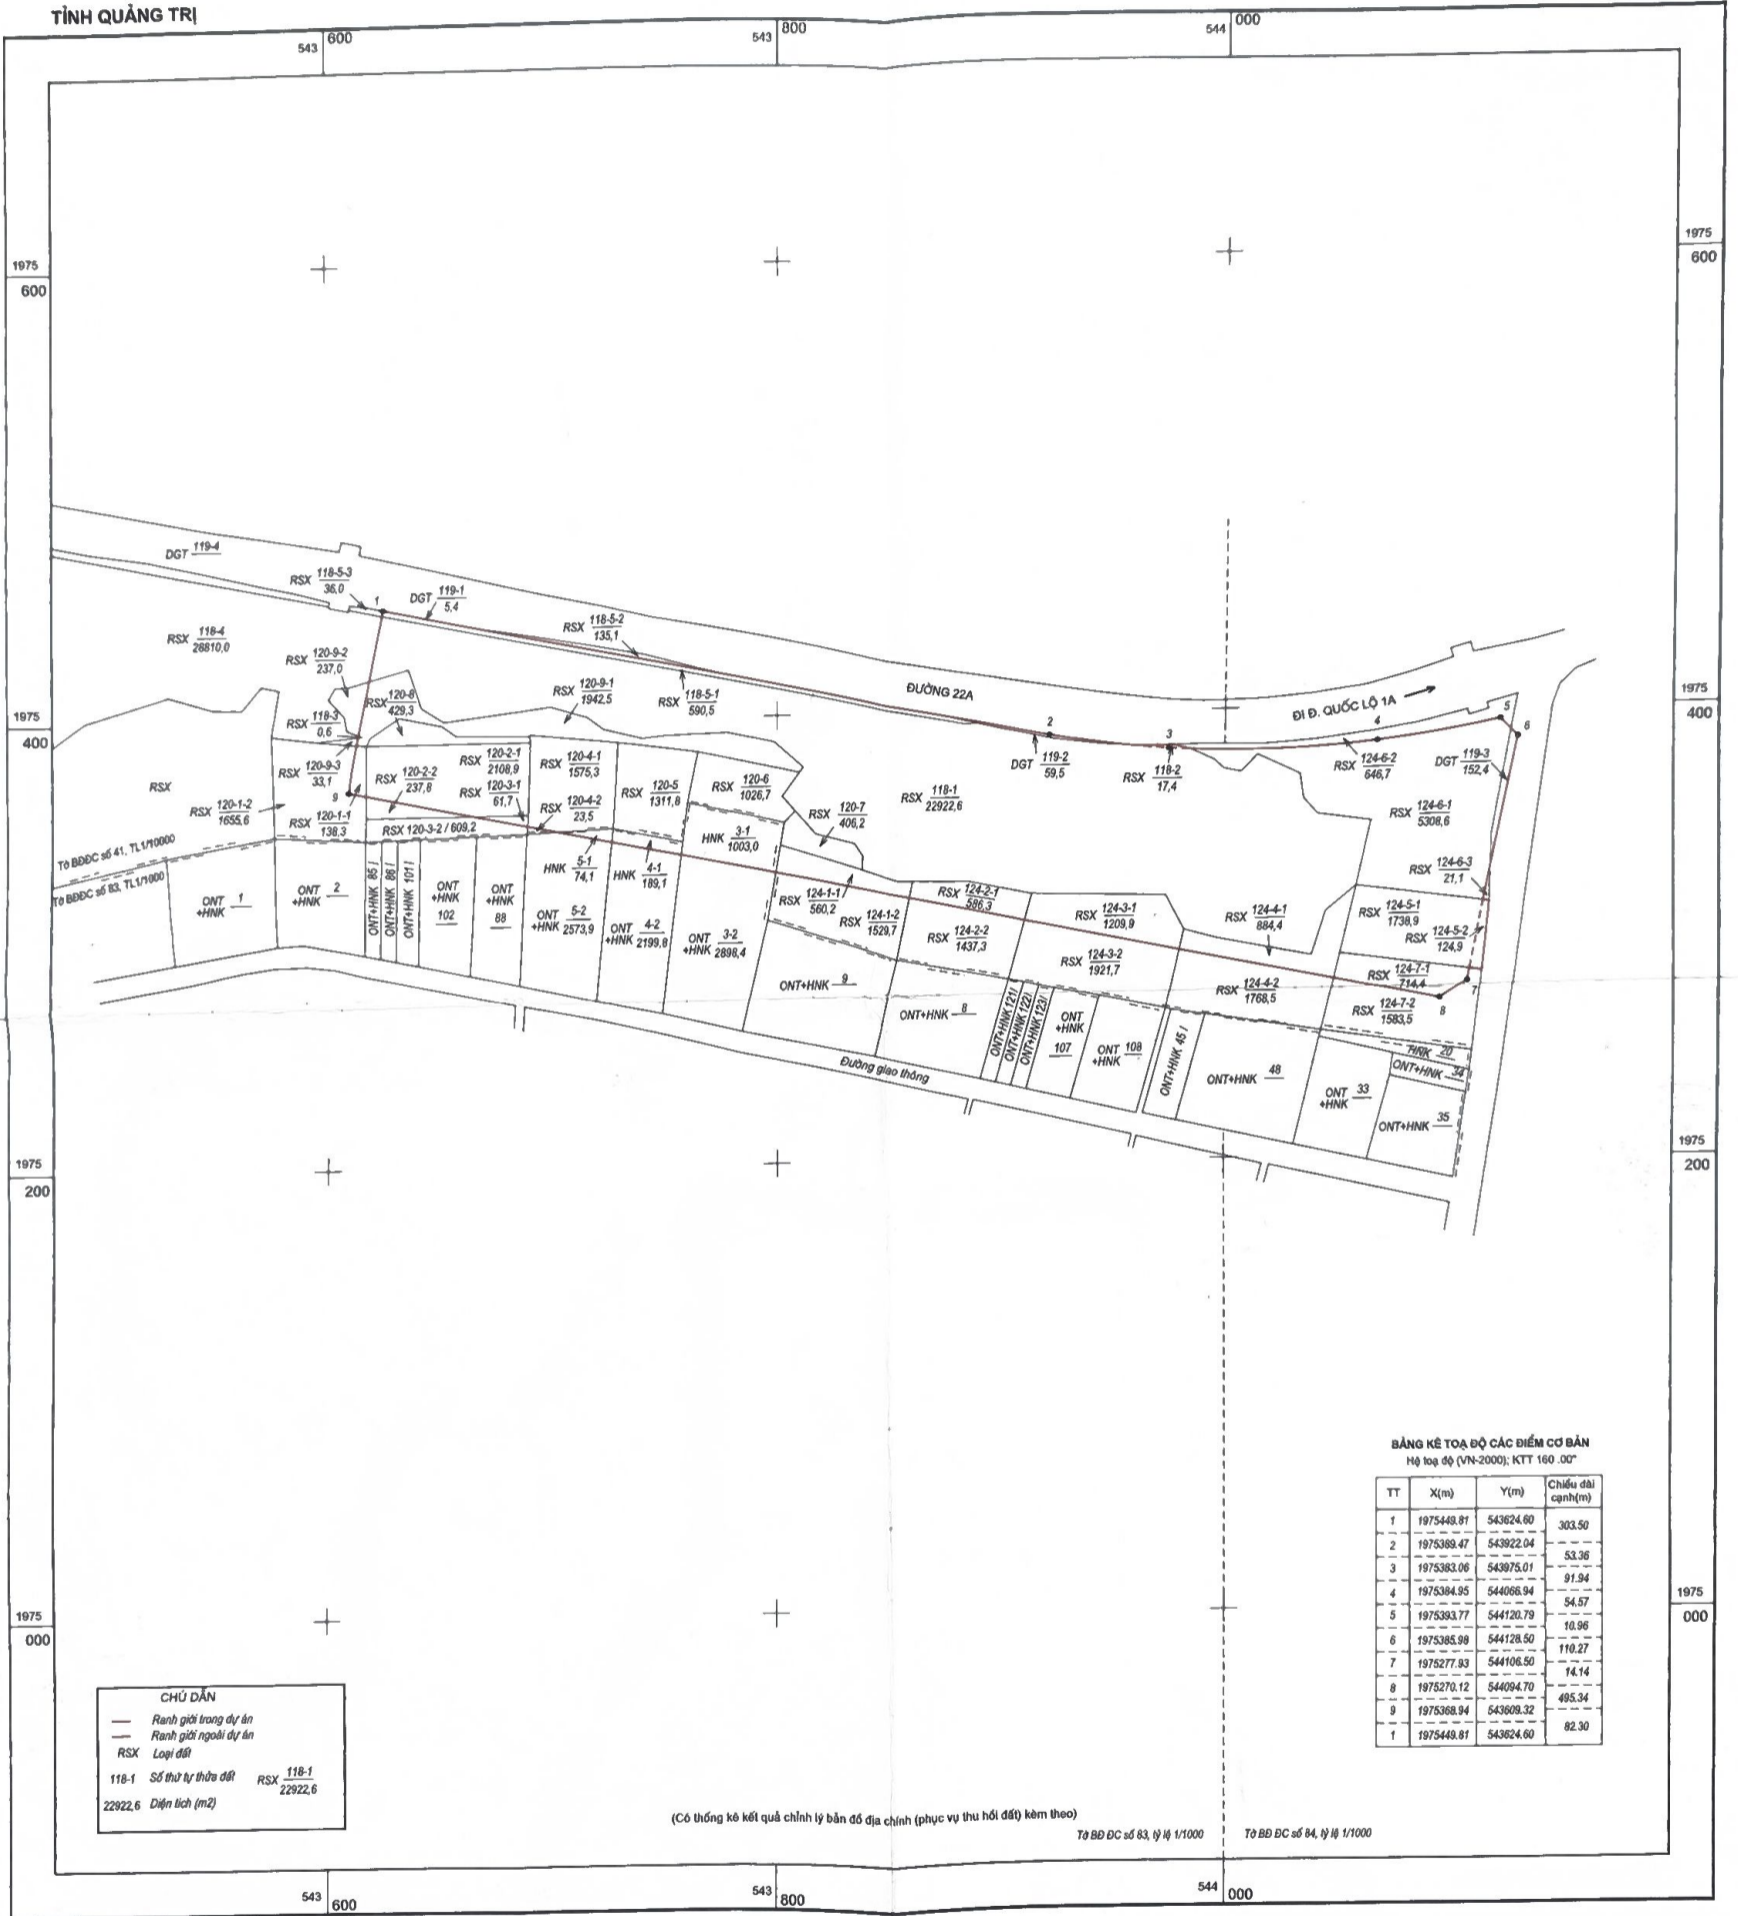 TỈNH QUẢNG TRỊ
543 600
543 800
544 000
1975 600
1975 600
DGT 119-4
RSX 118-5-3
36,0
1
DGT 119-1
5,4
RSX 118-5-2
135,1
RSX 118-4
28810,0
RSX 120-9-2
237,0
RSX 120-8
429,3
RSX 120-9-1
1942,5
RSX 118-5-1
590,5
ĐƯỜNG 22A
ĐI Đ. QUỐC LỘ 1A
1975 400
1975 400
RSX 118-3
0,6
2
3
4
5
6
DGT 119-2
59,5
RSX 118-2
17,4
RSX 124-6-2
646,7
DGT 119-3
152,4
RSX
RSX 120-9-3
33,1
9
RSX 120-2-2
237,8
RSX 120-2-1
2108,9
RSX 120-3-1
61,7
RSX 120-4-1
1575,3
RSX 120-4-2
23,5
RSX 120-5
1311,8
RSX 120-6
1026,7
RSX 118-1
22922,6
RSX 120-7
406,2
RSX 124-6-1
5308,6
RSX 120-1-2
1655,6
RSX 120-1-1
138,3
RSX 120-3-2 / 609,2
HNK 3-1
1003,0
Tờ BĐĐC số 41, TL1/10000
Tờ BĐĐC số 83, TL1/1000
HNK 5-1
74,1
HNK 4-1
189,1
RSX 124-6-3
21,1
ONT +HNK 1
ONT +HNK 2
ONT+HNK 85 /
ONT+HNK 86 /
ONT+HNK 101 /
ONT +HNK 102
ONT +HNK 88
ONT +HNK 5-2
2573,9
ONT +HNK 4-2
2199,8
ONT +HNK 3-2
2898,4
RSX 124-1-1
560,2
RSX 124-1-2
1529,7
RSX 124-2-1
586,3
RSX 124-2-2
1437,3
RSX 124-3-1
1209,9
RSX 124-3-2
1921,7
RSX 124-4-1
884,4
RSX 124-4-2
1768,5
RSX 124-5-1
1738,9
RSX 124-5-2
124,9
RSX 124-7-1
714,4
RSX 124-7-2
1583,5
7
8
ONT+HNK 9
ONT+HNK 8
ONT+HNK 121/
ONT+HNK 122/
ONT+HNK 123/
ONT +HNK 107
ONT +HNK 108
ONT+HNK 45 /
ONT+HNK 48
ONT +HNK 33
HNK 20
ONT+HNK 34
ONT+HNK 35
Đường giao thông
1975 200
1975 200
BẢNG KÊ TOẠ ĐỘ CÁC ĐIỂM CƠ BẢN
Hệ toạ độ (VN-2000); KTT 160 .00"
TT X(m) Y(m) Chiều dài cạnh(m)
1 1975449.81 543624.60
303.50
2 1975389.47 543922.04
53.36
3 1975383.06 543975.01
91.94
4 1975384.95 544066.94
54.57
5 1975393.77 544120.79
10.96
6 1975385.98 544128.50
110.27
7 1975277.93 544106.50
14.14
8 1975270.12 544094.70
495.34
9 1975368.94 543609.32
82.30
1 1975449.81 543624.60
1975 000
1975 000
CHÚ DẪN
Ranh giới trong dự án
Ranh giới ngoài dự án
RSX Loại đất
118-1 Số thứ tự thửa đất RSX 118-1
22922,6
22922,6 Diện tích (m2)
(Có thống kê kết quả chỉnh lý bản đồ địa chính (phục vụ thu hồi đất) kèm theo)
Tờ BĐ ĐC số 83, tỷ lệ 1/1000
Tờ BĐ ĐC số 84, tỷ lệ 1/1000
543 600
543 800
544 000